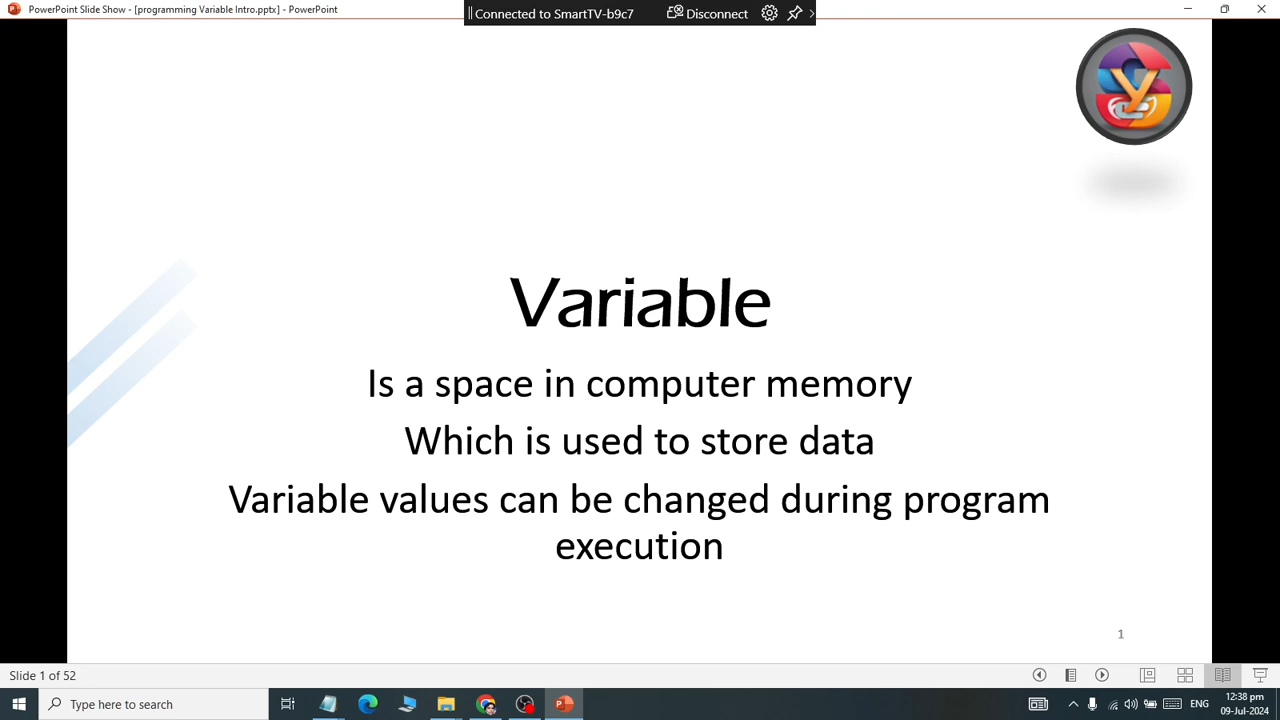 PowerPoint Slide Show - [programming Variable Intro.pptx] - PowerPoint
Connected to SmartTV-b9c7 Disconnect
Variable
Is a space in computer memory
Which is used to store data
Variable values can be changed during program
execution
1
Slide 1 of 52
Type here to search
ENG
12:38 pm
09-Jul-2024